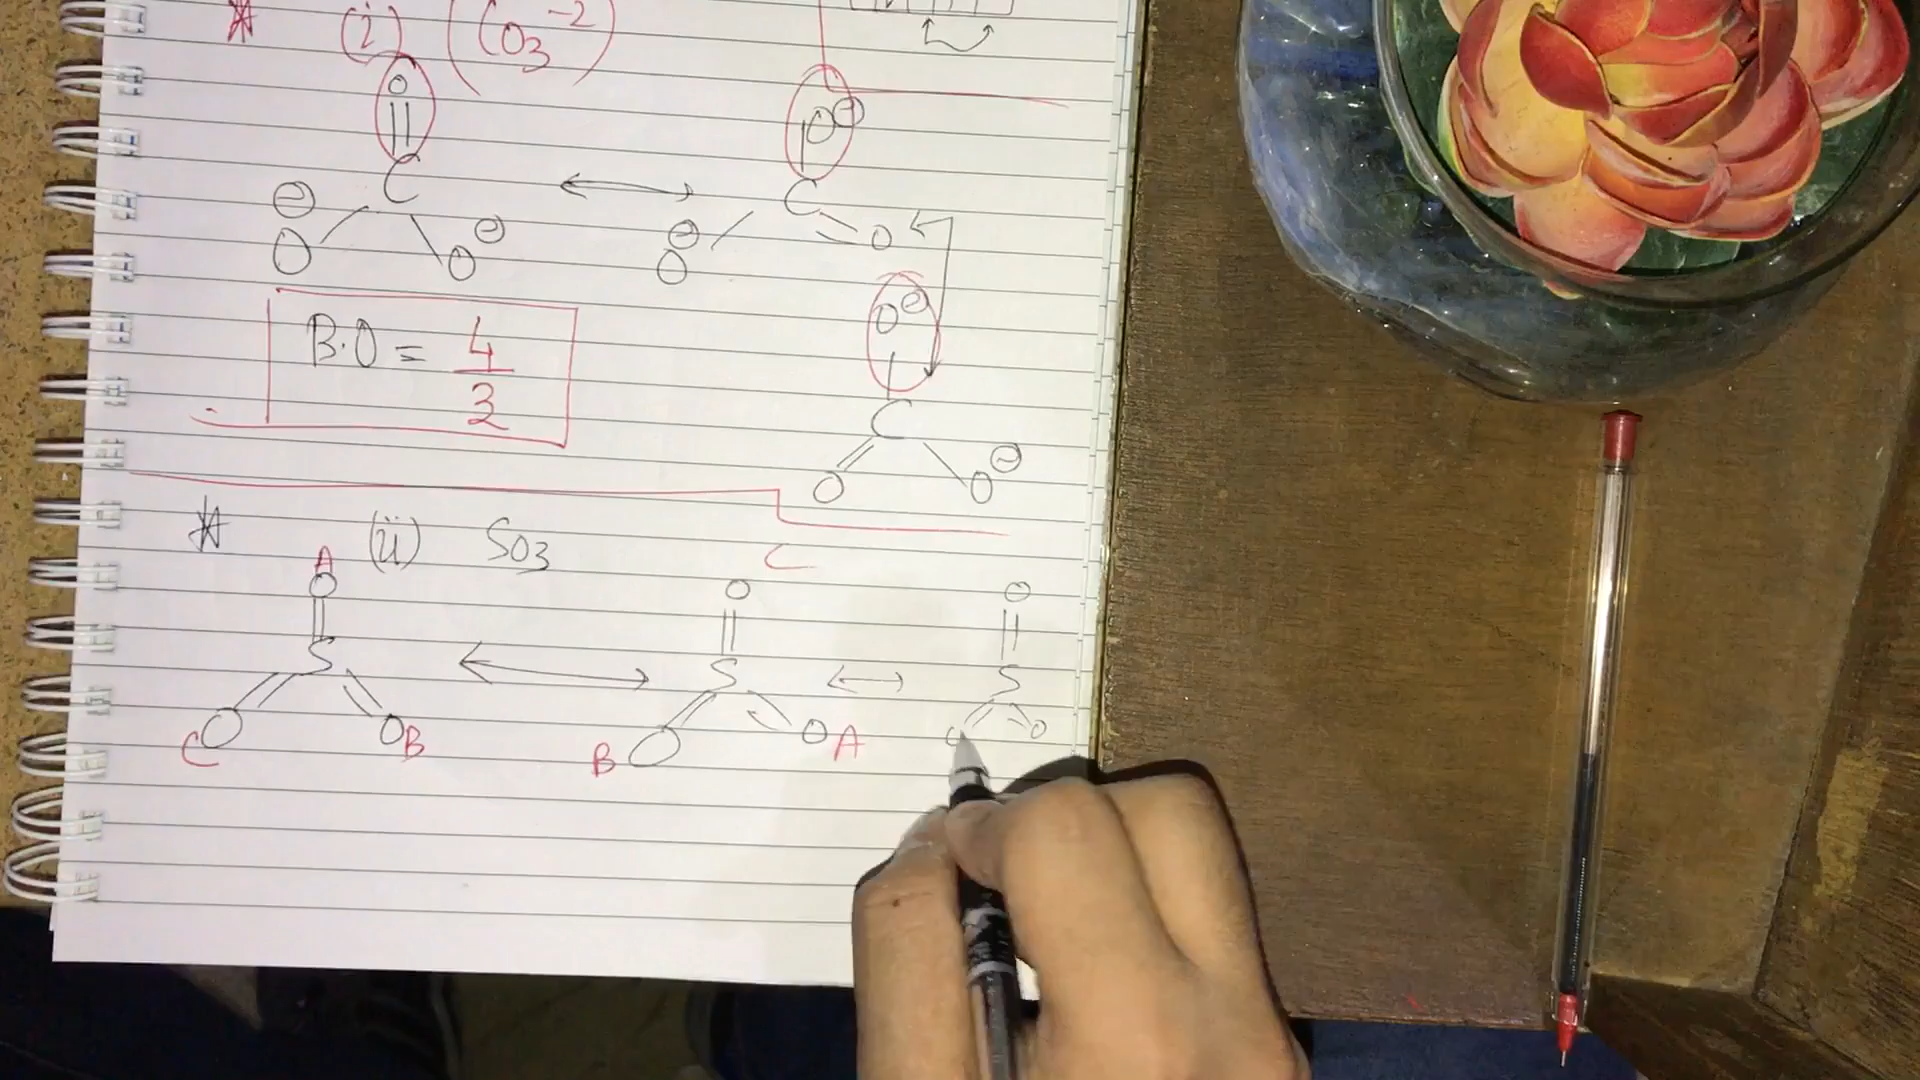 (i) (CO3-2)
O O⊖
C C
⊖ ⊖ O
O O⊖ O
O⊖
B.O = 4/3
C
O O⊖
(ii) SO3
C
A
O O O
S S S
C O O B B O O A O O